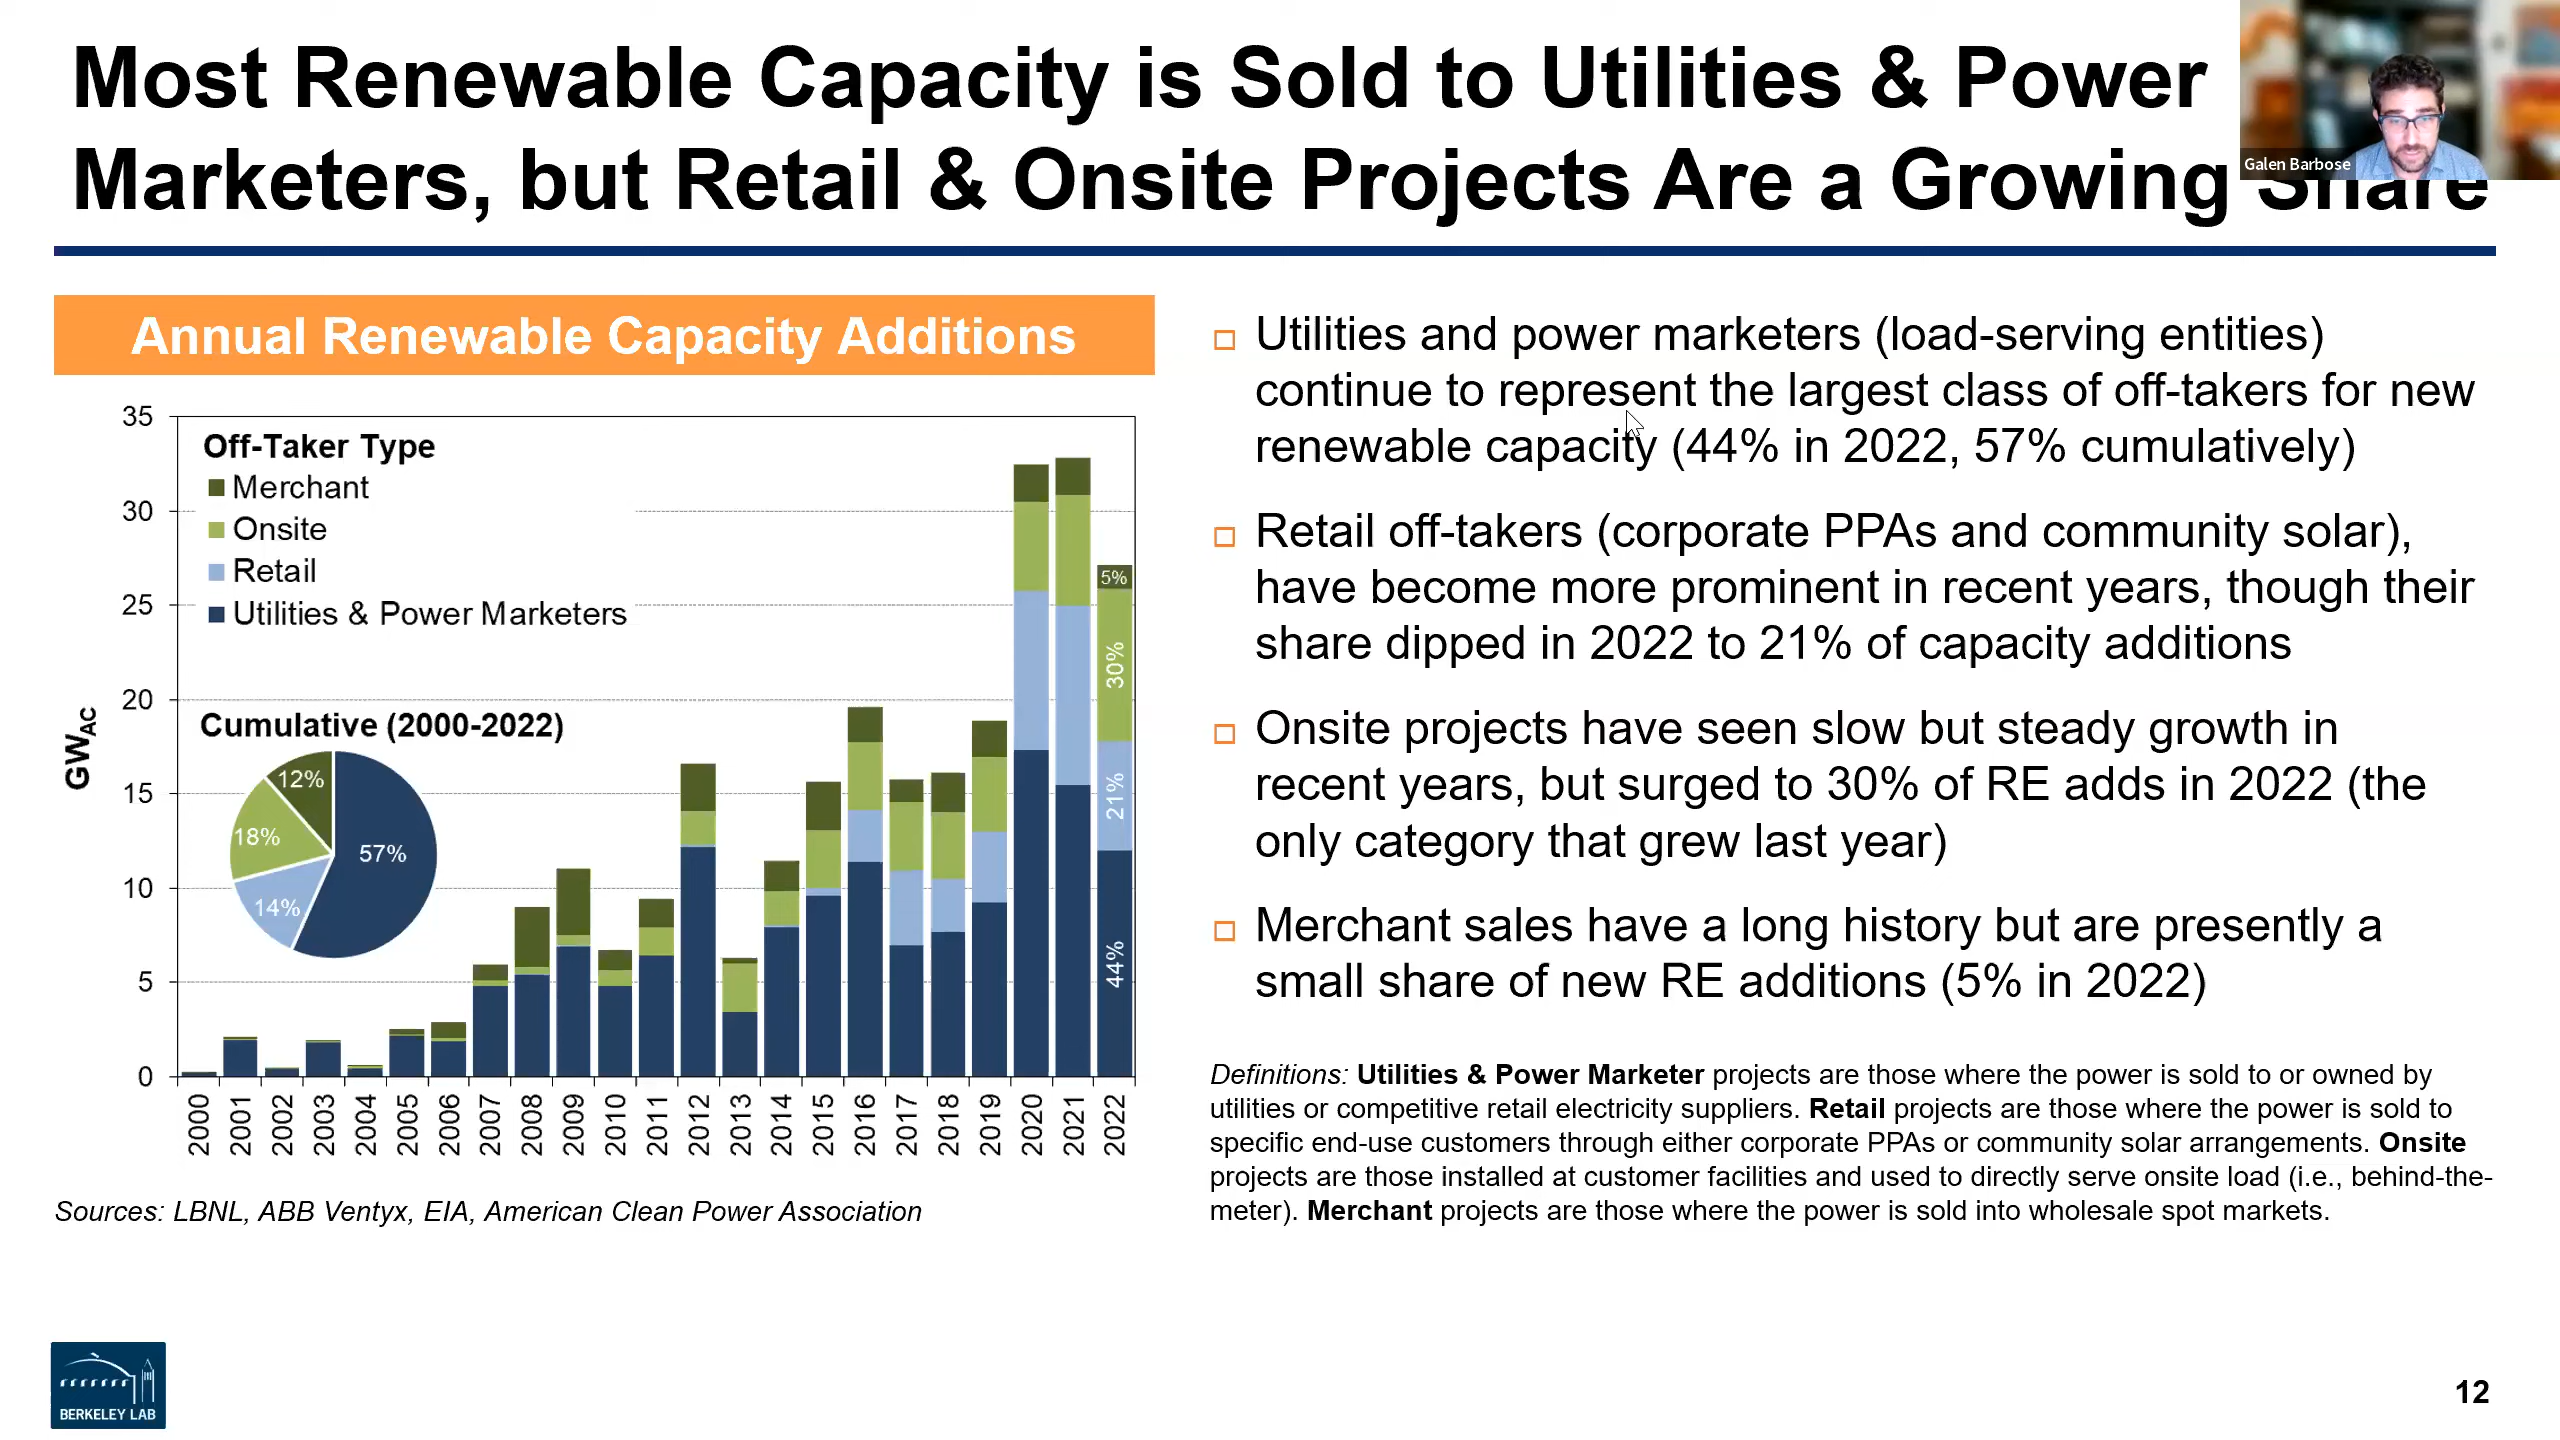 Most Renewable Capacity is Sold to Utilities & Power
Marketers, but Retail & Onsite Projects Are a Growing Share
Galen Barbose
Annual Renewable Capacity Additions
35
30
25
20
15
10
5
0
GWAC
Off-Taker Type
Merchant
Onsite
Retail
Utilities & Power Marketers
Cumulative (2000-2022)
12%
18%
57%
14%
5%
30%
21%
44%
2000 2001 2002 2003 2004 2005 2006 2007 2008 2009 2010 2011 2012 2013 2014 2015 2016 2017 2018 2019 2020 2021 2022
Sources: LBNL, ABB Ventyx, EIA, American Clean Power Association
Utilities and power marketers (load-serving entities)
continue to represent the largest class of off-takers for new
renewable capacity (44% in 2022, 57% cumulatively)
Retail off-takers (corporate PPAs and community solar),
have become more prominent in recent years, though their
share dipped in 2022 to 21% of capacity additions
Onsite projects have seen slow but steady growth in
recent years, but surged to 30% of RE adds in 2022 (the
only category that grew last year)
Merchant sales have a long history but are presently a
small share of new RE additions (5% in 2022)
Definitions: Utilities & Power Marketer projects are those where the power is sold to or owned by
utilities or competitive retail electricity suppliers. Retail projects are those where the power is sold to
specific end-use customers through either corporate PPAs or community solar arrangements. Onsite
projects are those installed at customer facilities and used to directly serve onsite load (i.e., behind-the-
meter). Merchant projects are those where the power is sold into wholesale spot markets.
BERKELEY LAB
12